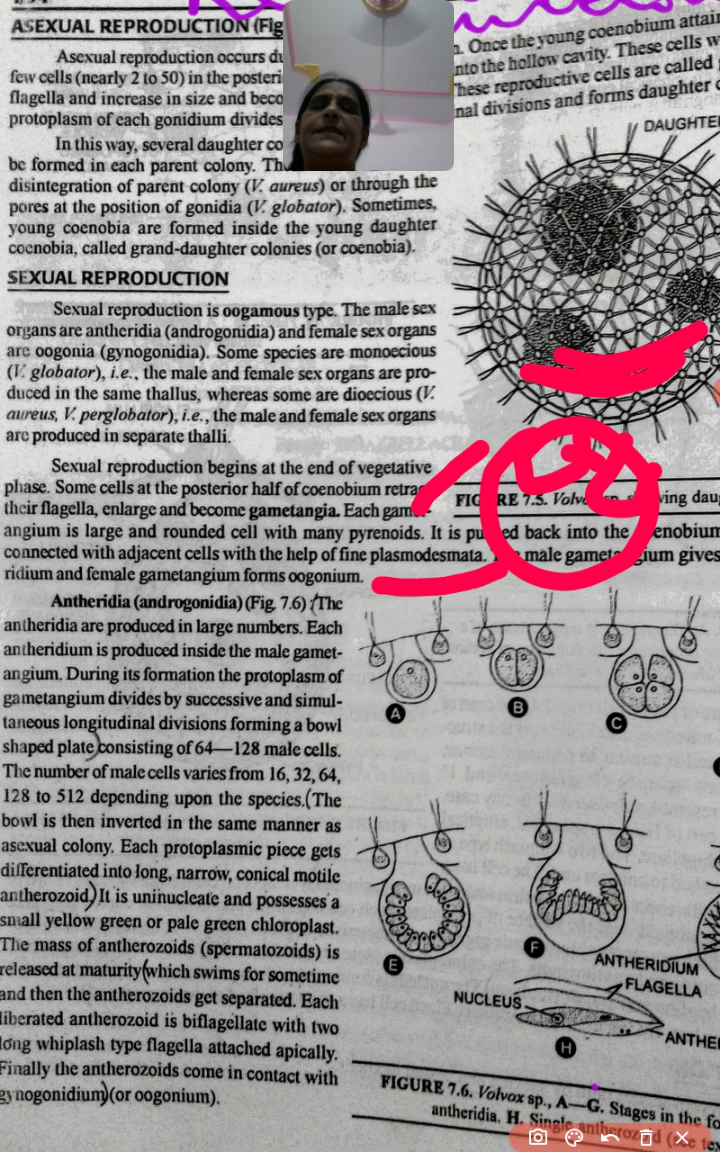 ASEXUAL REPRODUCTION (Fig
Asexual reproduction occurs
few cells (nearly 2 to 50) in the
flagella and increase in size and
protoplasm of each gonidium divides
In this way, several daughter
be formed in each parent colony.
disintegration of parent colony (V. aureus) or through the
pores at the position of gonidia (V. globator). Sometimes,
young coenobia are formed inside the young daughter
coenobia, called grand-daughter colonies (or coenobia).
SEXUAL REPRODUCTION
Sexual reproduction is oogamous type. The male sex
organs are antheridia (androgonidia) and female sex organs
are oogonia (gynogonidia). Some species are monoecious
(V. globator), i.e., the male and female sex organs are pro-
duced in the same thallus, whereas some are dioecious (V.
aureus, V. perglobator), i.e., the male and female sex organs
are produced in separate thalli.
Sexual reproduction begins at the end of vegetative
phase. Some cells at the posterior half of coenobium
their flagella, enlarge and become gametangia. Each
angium is large and rounded cell with many pyrenoids. It is back into the
connected with adjacent cells with the help of fine plasmodesmata. male gives
ridium and female gametangium forms oogonium.
Antheridia (androgonidia) (Fig. 7.6) : The
antheridia are produced in large numbers. Each
antheridium is produced inside the male gamet-
angium. During its formation the protoplasm of
gametangium divides by successive and simul-
taneous longitudinal divisions forming a bowl
shaped plate consisting of 64—128 male cells.
The number of male cells varies from 16, 32, 64,
128 to 512 depending upon the species. (The
bowl is then inverted in the same manner as
asexual colony. Each protoplasmic piece gets
differentiated into long, narrow, conical motile
antherozoid) It is uninucleate and possesses a
small yellow green or pale green chloroplast.
The mass of antherozoids (spermatozoids) is
released at maturity (which swims for sometime
and then the antherozoids get separated. Each
liberated antherozoid is biflagellate with two
long whiplash type flagella attached apically.
Finally the antherozoids come in contact with
gynogonidium) (or oogonium).
Once the young coenobium
into the hollow cavity. These cells
These reproductive cells are called
divisions and forms daughter
DAUGHTER
7.5.
A
B
C
E
F
ANTHERIDIUM
FLAGELLA
NUCLEUS
H
FIGURE 7.6. Volvox sp., A—G. Stages in the
antheridia. H. Single antherozoid